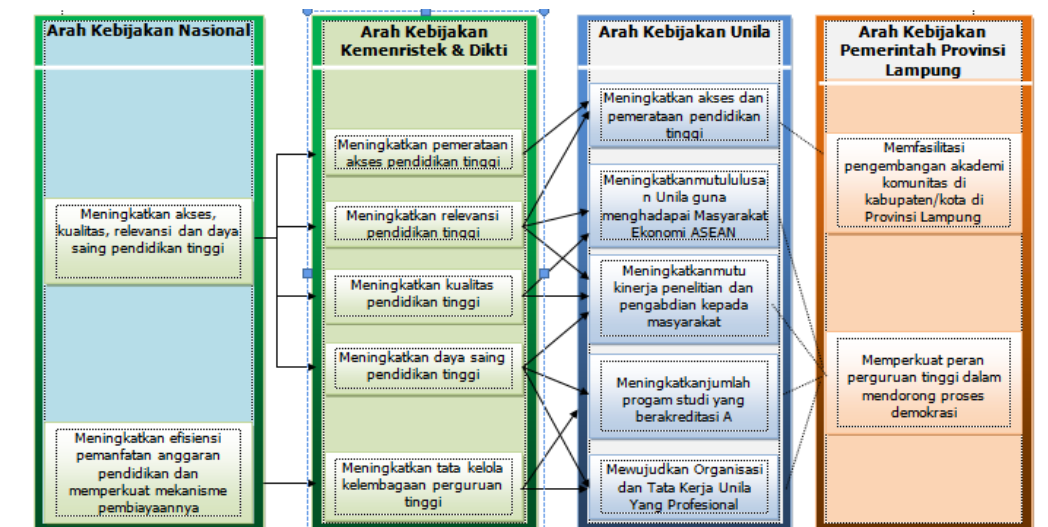 Arah Kebijakan Nasional
Meningkatkan akses,
kualitas, relevansi dan daya
saing pendidikan tinggi
Meningkatkan efisiensi
pemanfatan anggaran
pendidikan dan
memperkuat mekanisme
pembiayaannya
Arah Kebijakan
Kemenristek & Dikti
Meningkatkan pemerataan
akses pendidikan tinggi
Meningkatkan relevansi
pendidikan tinggi
Meningkatkan kualitas
pendidikan tinggi
Meningkatkan daya saing
pendidikan tinggi
Meningkatkan tata kelola
kelembagaan perguruan
tinggi
Arah Kebijakan Unila
Meningkatkan akses dan
pemerataan pendidikan
tinggi
Meningkatkanmutululusa
n Unila guna
menghadapai Masyarakat
Ekonomi ASEAN
Meningkatkanmutu
kinerja penelitian dan
pengabdian kepada
masyarakat
Meningkatkanjumlah
progam studi yang
berakreditasi A
Mewujudkan Organisasi
dan Tata Kerja Unila
Yang Profesional
Arah Kebijakan
Pemerintah Provinsi
Lampung
Memfasilitasi
pengembangan akademi
komunitas di
kabupaten/kota di
Provinsi Lampung
Memperkuat peran
perguruan tinggi dalam
mendorong proses
demokrasi